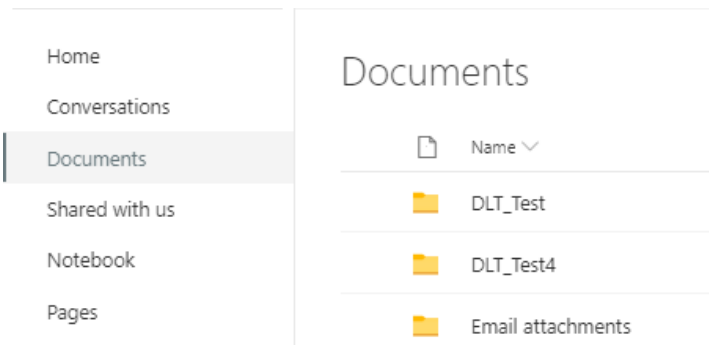 Home
Conversations
Documents
Shared with us
Notebook
Pages
Documents
Name
DLT_Test
DLT_Test4
Email attachments